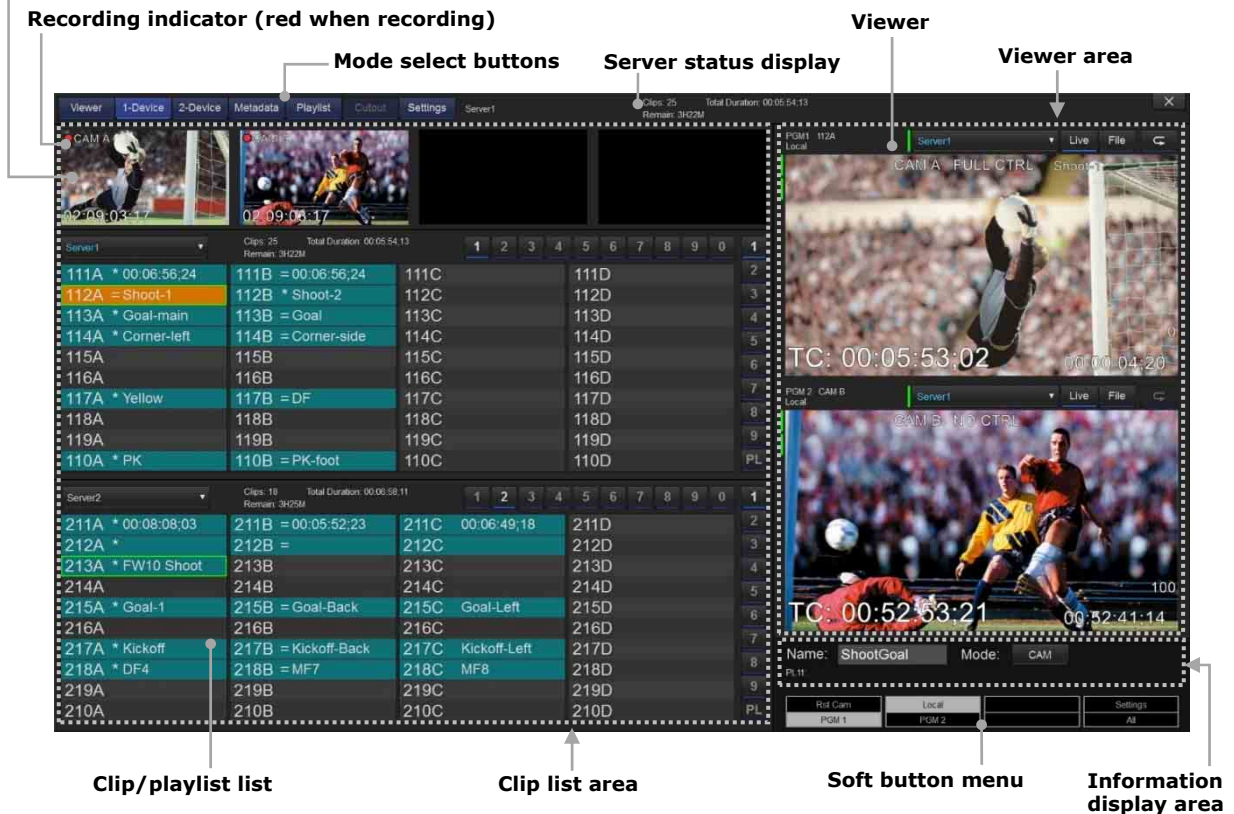 Recording indicator (red when recording)
Viewer
Mode select buttons
Server status display
Viewer area
Viewer 1-Device 2-Device Metadata Playlist Cutout Settings Server1
Clips: 25 Total Duration: 00:05:54;13
Remain: 3H22M
CAM A
02:09:03:17
02:09:03:17
PGM1 112A
Local
Server1 Live File
CAM A FULL CTRL
TC: 00:05:53;02
00:00:04:20
Server1
Clips: 25 Total Duration: 00:05:54;13
Remain: 3H22M
1 2 3 4 5 6 7 8 9 0 1
111A * 00:06:56;24 111B = 00:06:56;24 111C 111D 2
112A = Shoot-1 112B * Shoot-2 112C 112D 3
113A * Goal-main 113B = Goal 113C 113D 4
114A * Corner-left 114B = Corner-side 114C 114D 5
115A 115B 115C 115D 6
116A 116B 116C 116D
117A * Yellow 117B = DF 117C 117D 7
118A 118B 118C 118D 8
119A 119B 119C 119D 9
110A * PK 110B = PK-foot 110C 110D PL
PGM 2 CAM B
Local
Server1 Live File
CAM B NO CTRL
100
TC: 00:52:53;21
00:52:41:14
Server2
Clips: 18 Total Duration: 00:06:58,11
Remain: 3H25M
1 2 3 4 5 6 7 8 9 0 1
211A * 00:08:08;03 211B = 00:05:52;23 211C 00:06:49;18 211D 2
212A * 212B = 212C 212D 3
213A * FW10 Shoot 213B 213C 213D 4
214A 214B 214C 214D 5
215A * Goal-1 215B = Goal-Back 215C Goal-Left 215D 6
216A 216B 216C 216D
217A * Kickoff 217B = Kickoff-Back 217C Kickoff-Left 217D 7
218A * DF4 218B = MF7 218C MF8 218D 8
219A 219B 219C 219D 9
210A 210B 210C 210D PL
Name: ShootGoal Mode: CAM
PL11
Rst Cam Local Settings
PGM 1 PGM 2 All
Clip/playlist list
Clip list area
Soft button menu
Information
display area